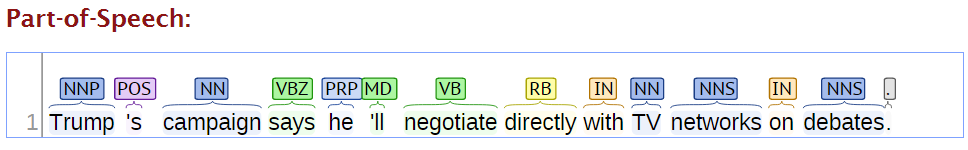 Part-of-Speech:
NNP POS NN VBZ PRP MD VB RB IN NN NNS IN NNS .
1 Trump 's campaign says he 'll negotiate directly with TV networks on debates.